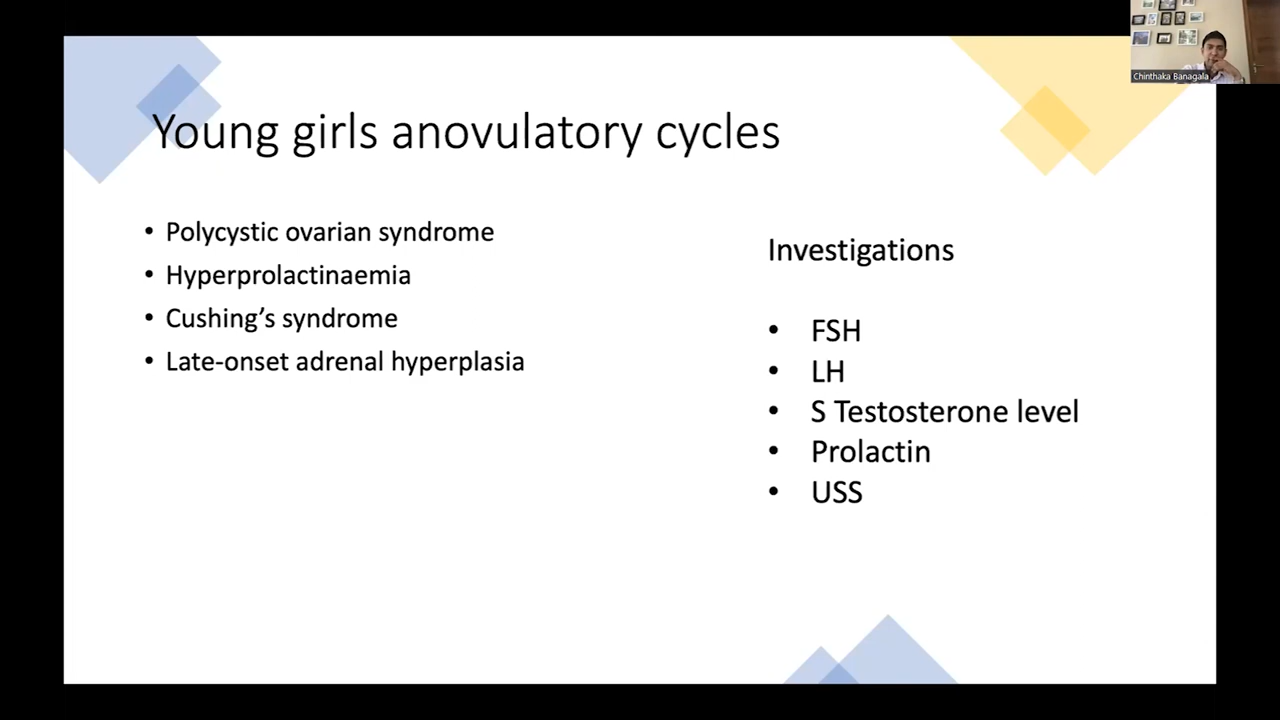 Chinthaka Banagala
Young girls anovulatory cycles
• Polycystic ovarian syndrome
• Hyperprolactinaemia
• Cushing’s syndrome
• Late-onset adrenal hyperplasia
Investigations
• FSH
• LH
• S Testosterone level
• Prolactin
• USS